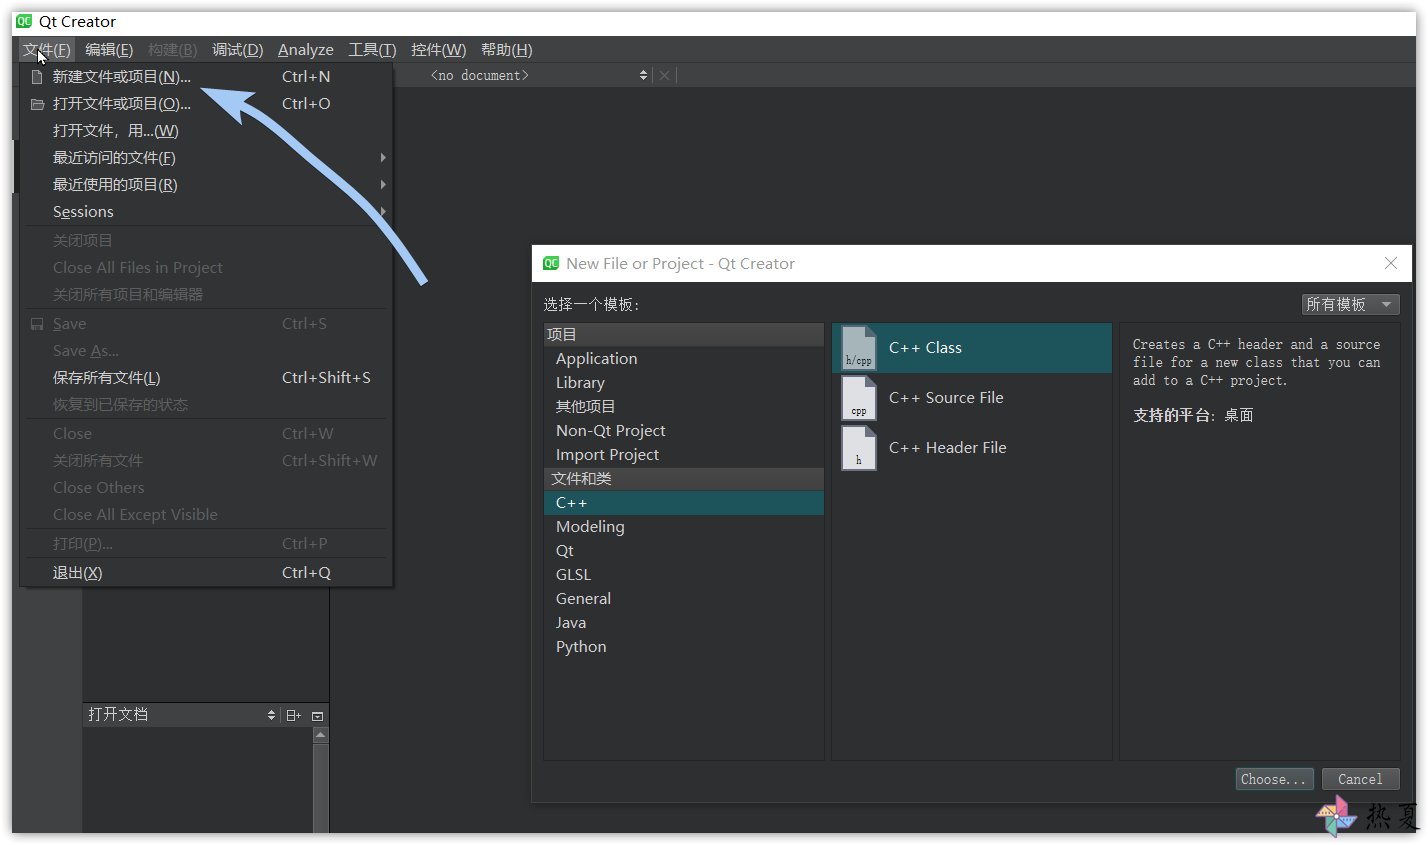 QC Qt Creator
文件(F) 编辑(E) 构建(B) 调试(D) Analyze 工具(T) 控件(W) 帮助(H)
<no document>
新建文件或项目(N)... Ctrl+N
打开文件或项目(O)... Ctrl+O
打开文件，用...(W)
最近访问的文件(F)
最近使用的项目(R)
Sessions
关闭项目
Close All Files in Project
关闭所有项目和编辑器
Save Ctrl+S
Save As...
保存所有文件(L) Ctrl+Shift+S
恢复到已保存的状态
Close Ctrl+W
关闭所有文件 Ctrl+Shift+W
Close Others
Close All Except Visible
打印(P)... Ctrl+P
退出(X) Ctrl+Q
打开文档
QC New File or Project - Qt Creator
选择一个模板:
所有模板
项目
Application
Library
其他项目
Non-Qt Project
Import Project
文件和类
C++
Modeling
Qt
GLSL
General
Java
Python
h/cpp C++ Class
cpp C++ Source File
h C++ Header File
Creates a C++ header and a source
file for a new class that you can
add to a C++ project.
支持的平台: 桌面
Choose... Cancel
热夏